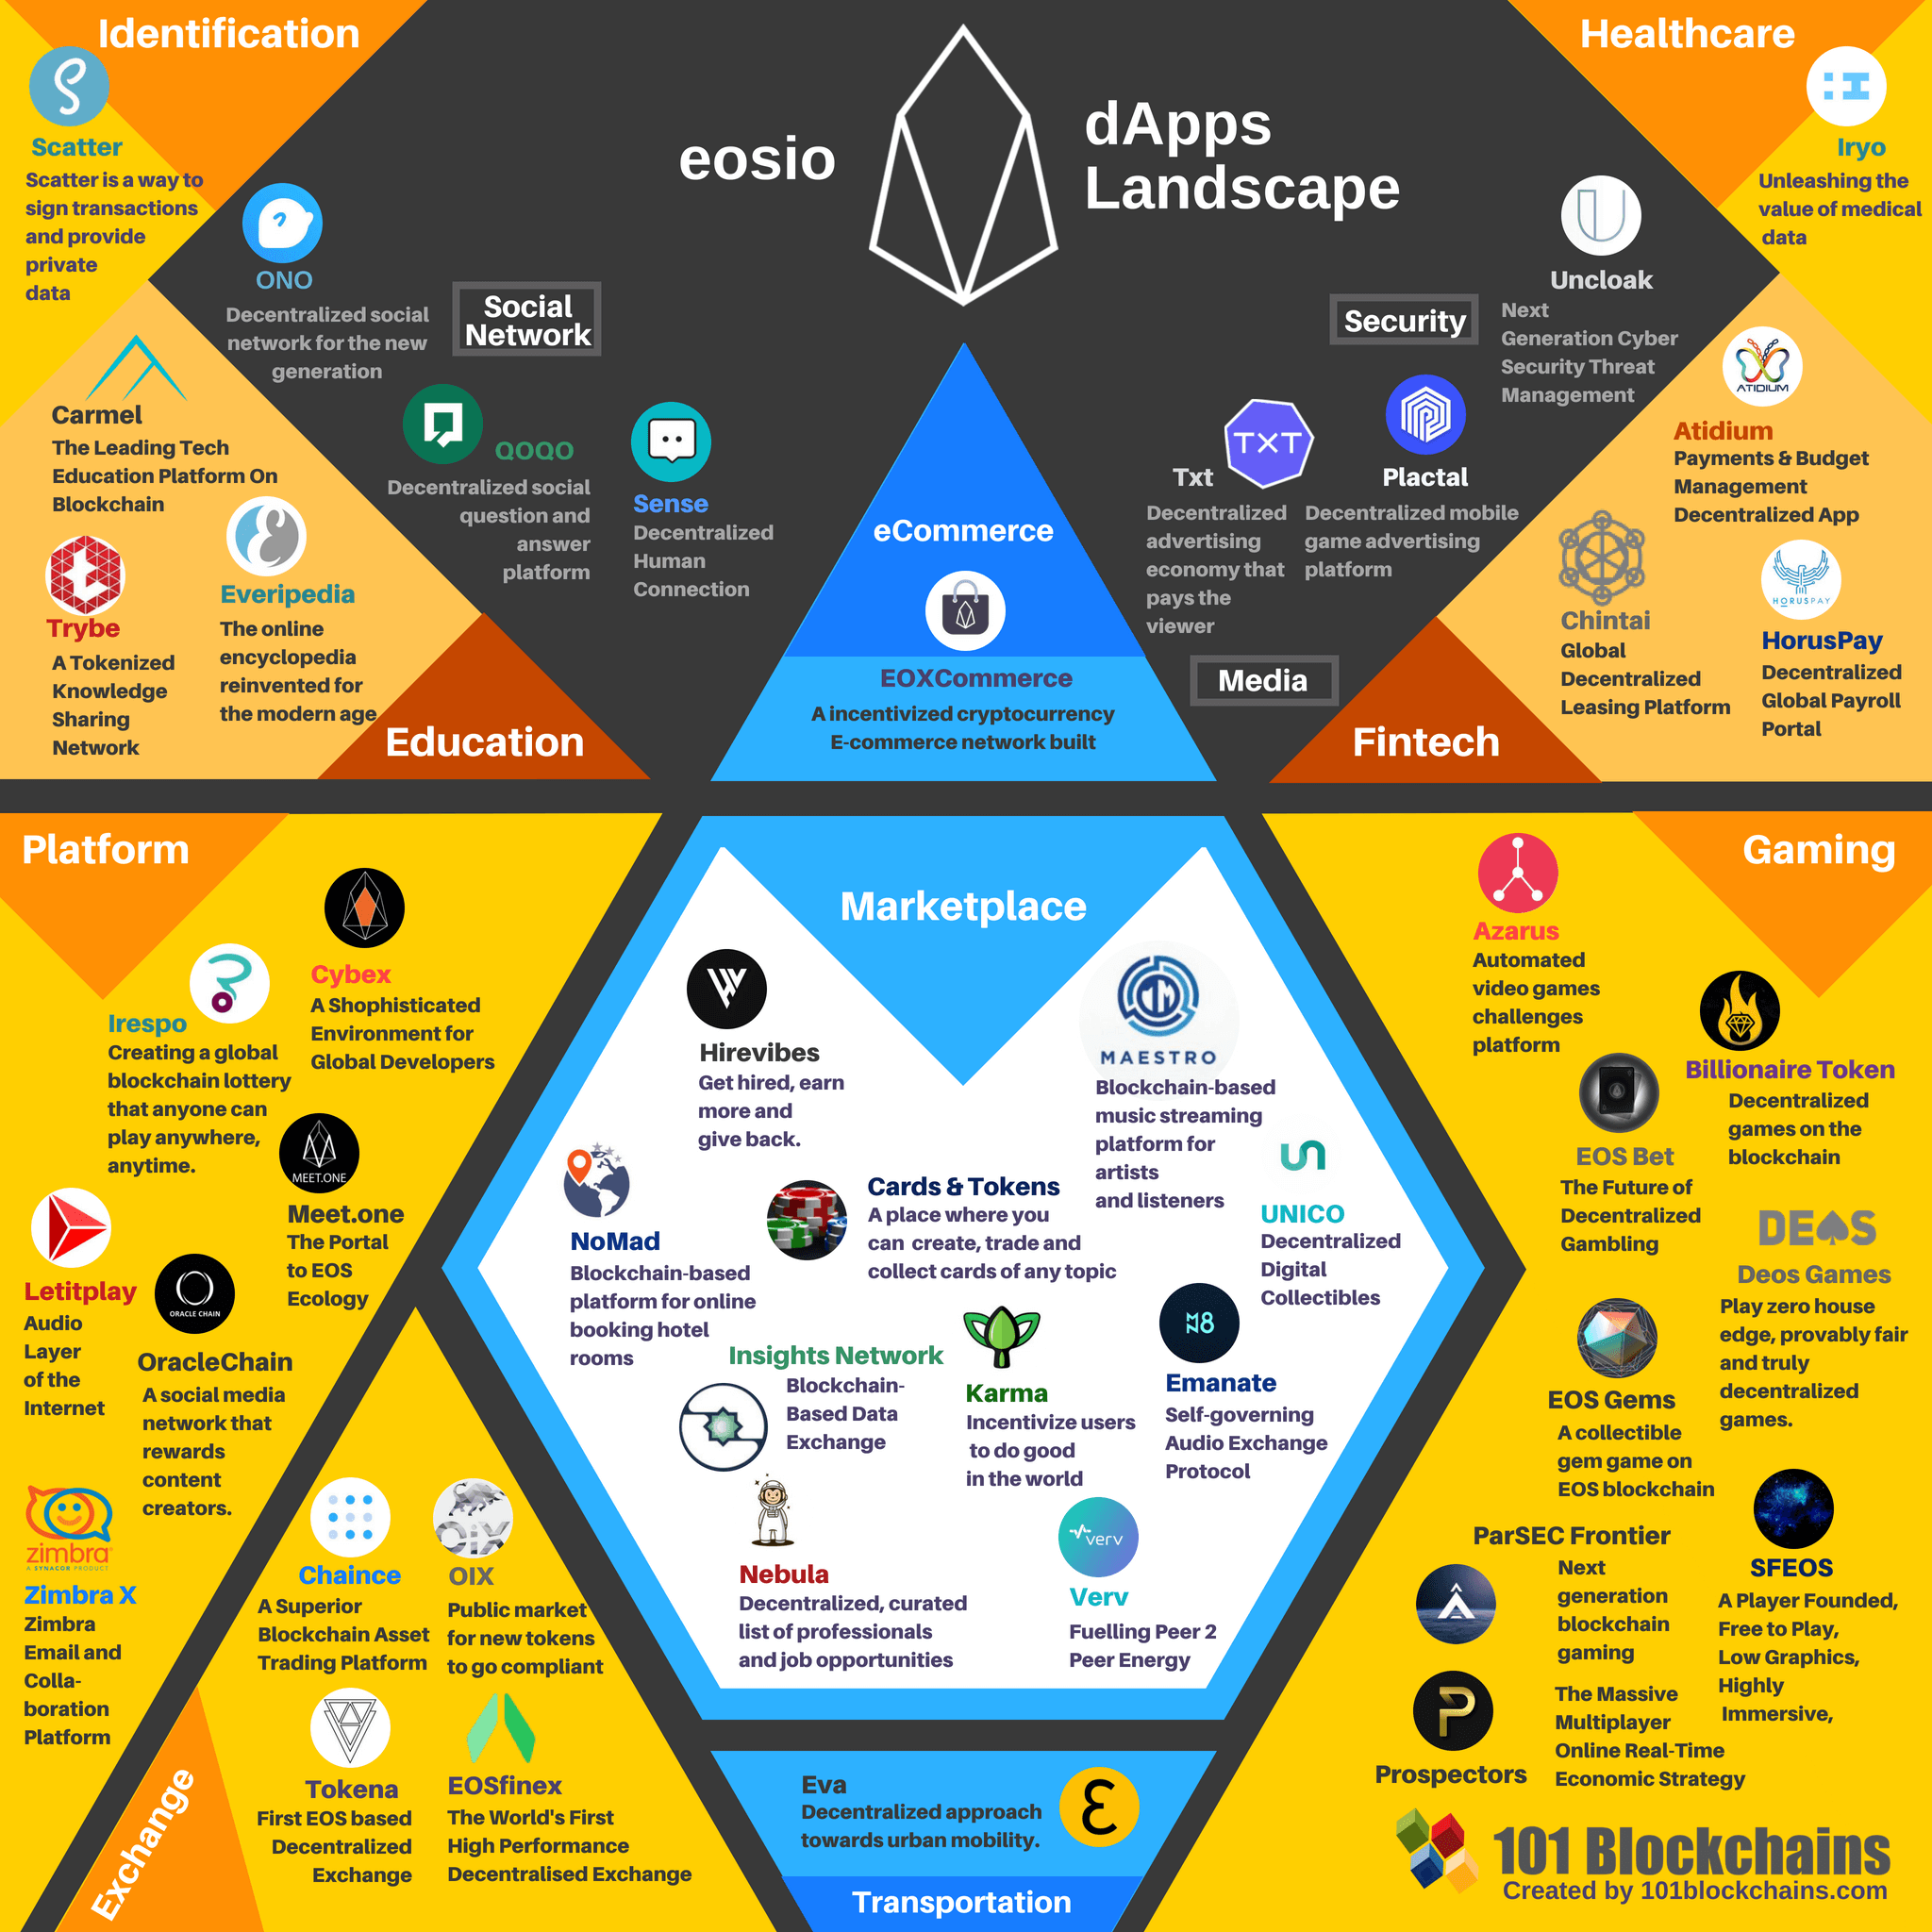 Identification
Scatter
Scatter is a way to
sign transactions
and provide
private
data
eosio
dApps
Landscape
Healthcare
Iryo
Unleashing the
value of medical
data
ONO
Decentralized social
network for the new
generation
Social
Network
QOQO
Decentralized social
question and
answer
platform
Sense
Decentralized
Human
Connection
Security
Uncloak
Next
Generation Cyber
Security Threat
Management
TXT
Txt
Decentralized
advertising
economy that
pays the
viewer
Plactal
Decentralized mobile
game advertising
platform
Media
Carmel
The Leading Tech
Education Platform On
Blockchain
Trybe
A Tokenized
Knowledge
Sharing
Network
Everipedia
The online
encyclopedia
reinvented for
the modern age
Education
eCommerce
EOXCommerce
A incentivized cryptocurrency
E-commerce network built
ATIDIUM
Atidium
Payments & Budget
Management
Decentralized App
Chintai
Global
Decentralized
Leasing Platform
HORUSPAY
HorusPay
Decentralized
Global Payroll
Portal
Fintech
Platform
Cybex
A Shophisticated
Environment for
Global Developers
Irespo
Creating a global
blockchain lottery
that anyone can
play anywhere,
anytime.
MEET.ONE
Meet.one
The Portal
to EOS
Ecology
Letitplay
Audio
Layer
of the
Internet
ORACLE CHAIN
OracleChain
A social media
network that
rewards
content
creators.
zimbra
A SYNACOR PRODUCT
Zimbra X
Zimbra
Email and
Colla-
boration
Platform
Exchange
Chaince
A Superior
Blockchain Asset
Trading Platform
OIX
OIX
Public market
for new tokens
to go compliant
Tokena
First EOS based
Decentralized
Exchange
EOSfinex
The World's First
High Performance
Decentralised Exchange
Marketplace
Hirevibes
Get hired, earn
more and
give back.
MAESTRO
Blockchain-based
music streaming
platform for
artists
and listeners
NoMad
Blockchain-based
platform for online
booking hotel
rooms
Cards & Tokens
A place where you
can create, trade and
collect cards of any topic
UNICO
Decentralized
Digital
Collectibles
Insights Network
Blockchain-
Based Data
Exchange
Karma
Incentivize users
to do good
in the world
Emanate
Self-governing
Audio Exchange
Protocol
Nebula
Decentralized, curated
list of professionals
and job opportunities
verv
Verv
Fuelling Peer 2
Peer Energy
Eva
Decentralized approach
towards urban mobility.
Transportation
Gaming
Azarus
Automated
video games
challenges
platform
Billionaire Token
Decentralized
games on the
blockchain
EOS Bet
The Future of
Decentralized
Gambling
DEOS
Deos Games
Play zero house
edge, provably fair
and truly
decentralized
games.
EOS Gems
A collectible
gem game on
EOS blockchain
ParSEC Frontier
Next
generation
blockchain
gaming
SFEOS
A Player Founded,
Free to Play,
Low Graphics,
Highly
Immersive,
Prospectors
The Massive
Multiplayer
Online Real-Time
Economic Strategy
101 Blockchains
Created by 101blockchains.com